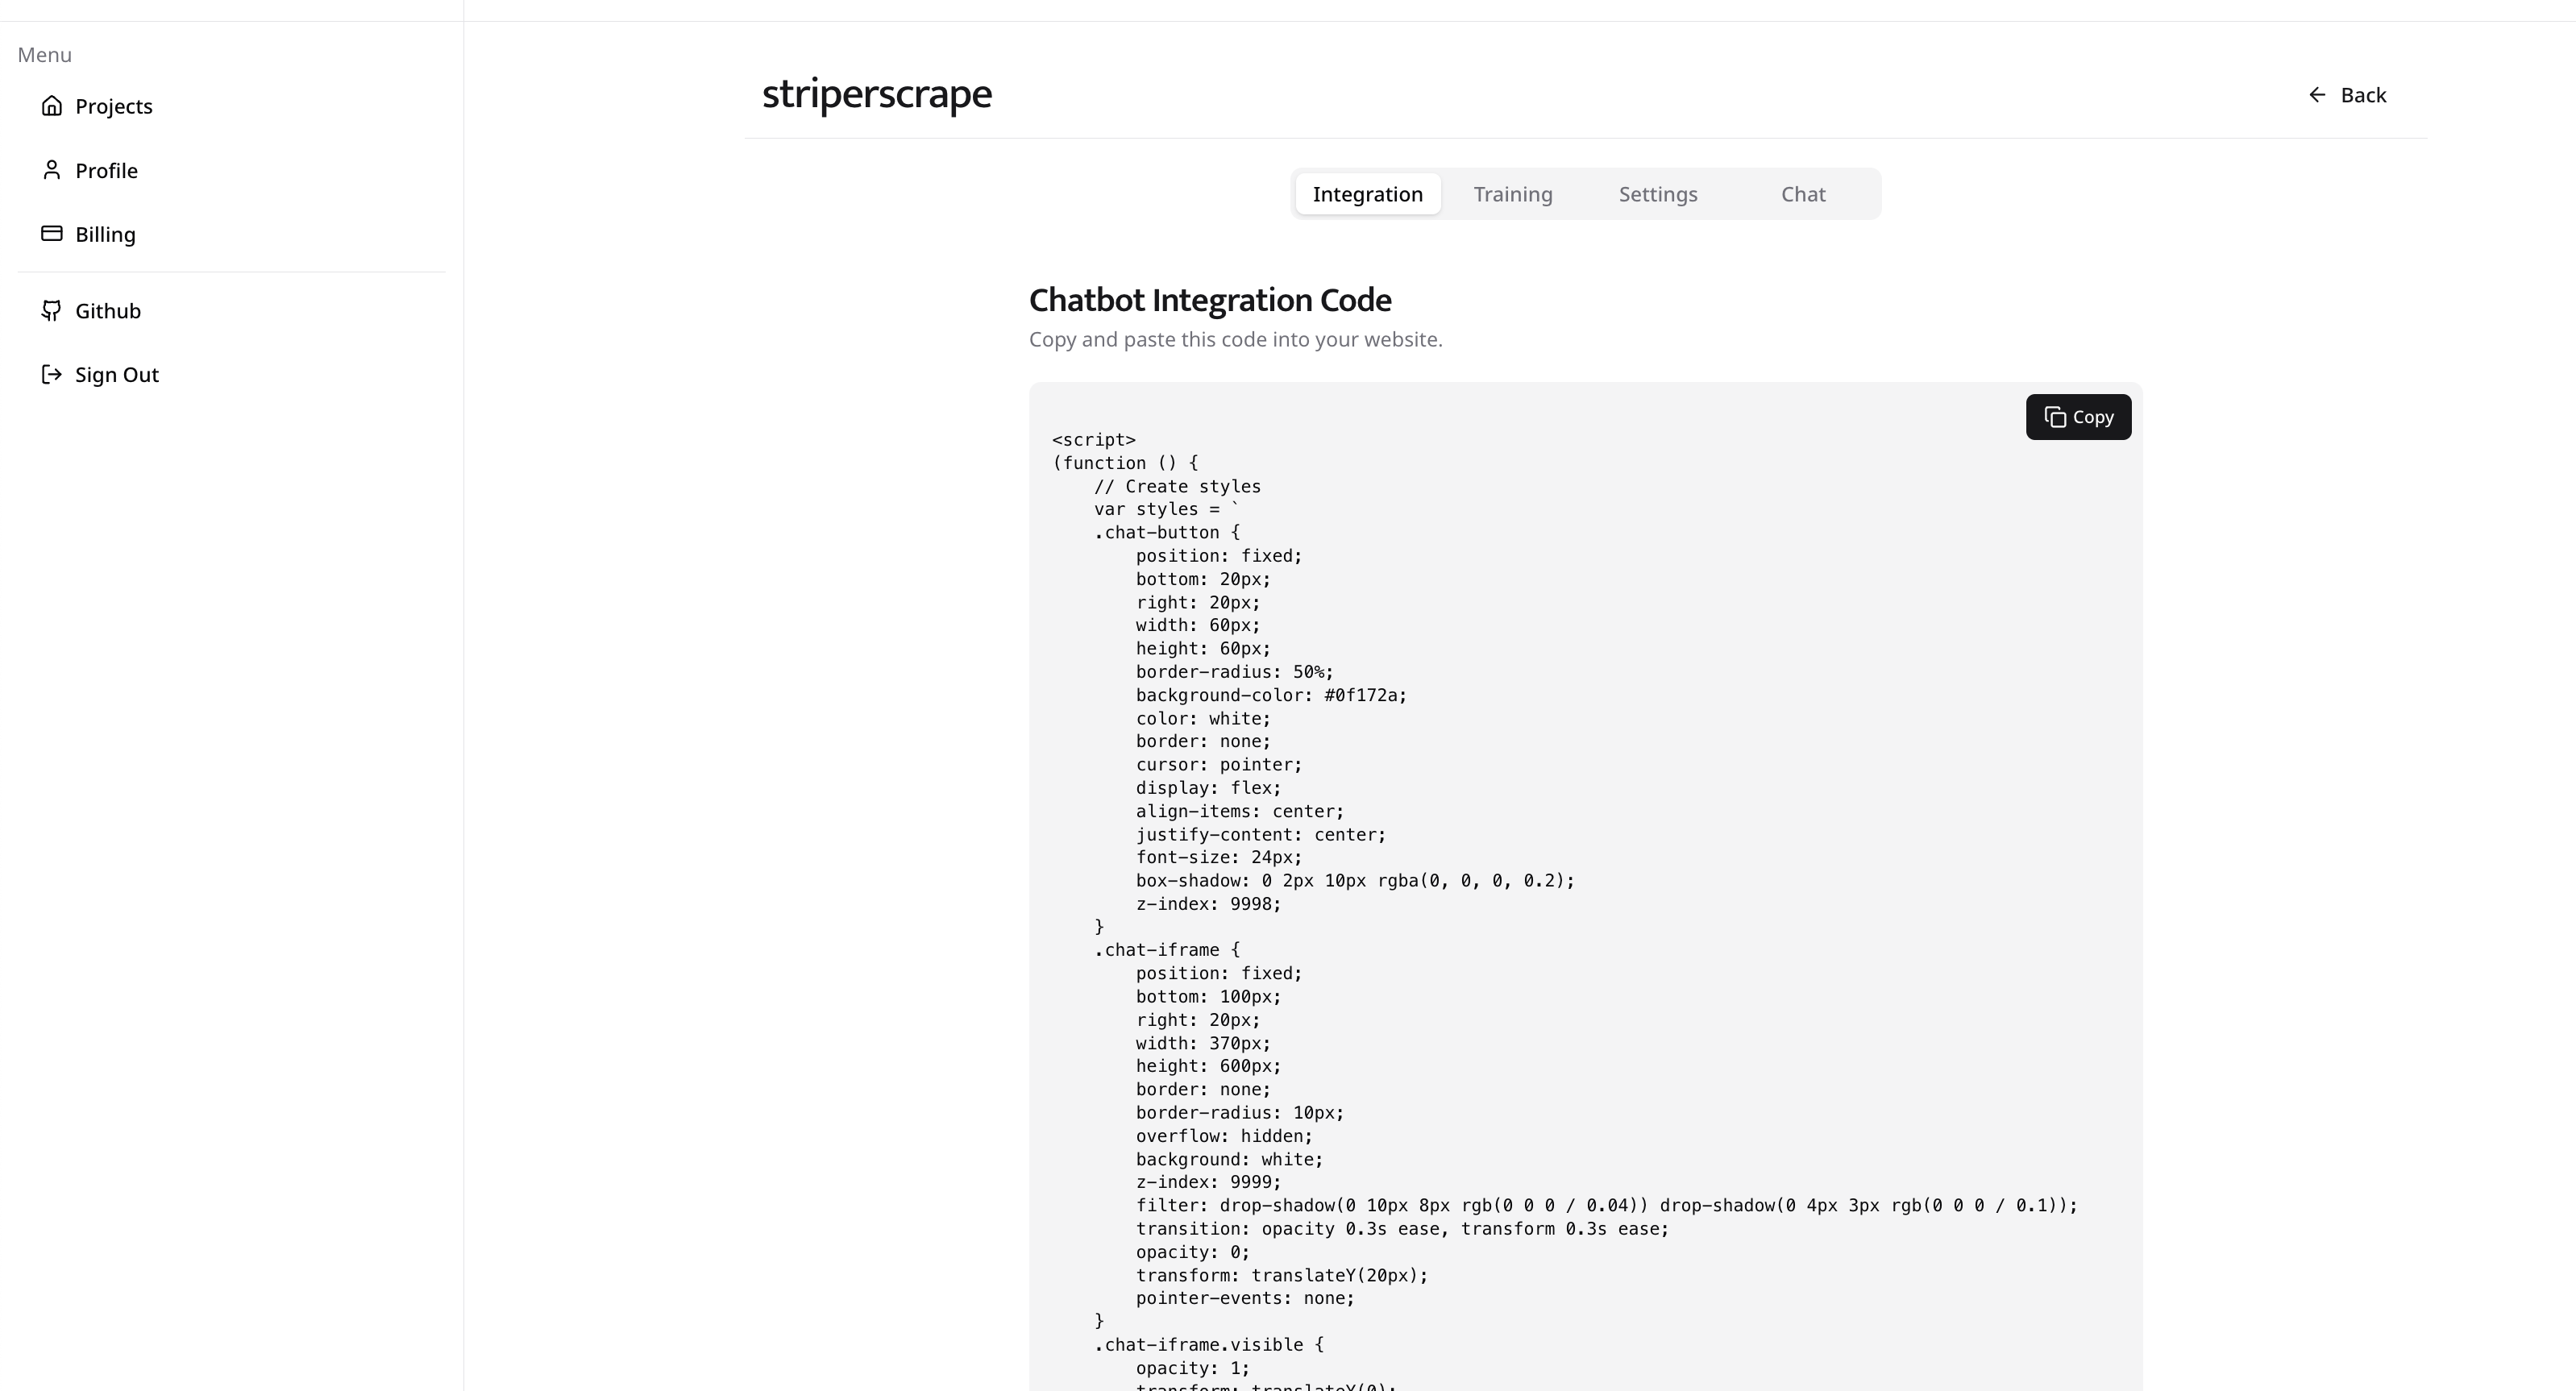 Menu
Projects
Profile
Billing
Github
Sign Out
striperscrape
Back
Integration
Training
Settings
Chat
Chatbot Integration Code
Copy and paste this code into your website.
Copy
<script>
(function () {
    // Create styles
    var styles = `
    .chat-button {
        position: fixed;
        bottom: 20px;
        right: 20px;
        width: 60px;
        height: 60px;
        border-radius: 50%;
        background-color: #0f172a;
        color: white;
        border: none;
        cursor: pointer;
        display: flex;
        align-items: center;
        justify-content: center;
        font-size: 24px;
        box-shadow: 0 2px 10px rgba(0, 0, 0, 0.2);
        z-index: 9998;
    }
    .chat-iframe {
        position: fixed;
        bottom: 100px;
        right: 20px;
        width: 370px;
        height: 600px;
        border: none;
        border-radius: 10px;
        overflow: hidden;
        background: white;
        z-index: 9999;
        filter: drop-shadow(0 10px 8px rgb(0 0 0 / 0.04)) drop-shadow(0 4px 3px rgb(0 0 0 / 0.1));
        transition: opacity 0.3s ease, transform 0.3s ease;
        opacity: 0;
        transform: translateY(20px);
        pointer-events: none;
    }
    .chat-iframe.visible {
        opacity: 1;
        transform: translateY(0);